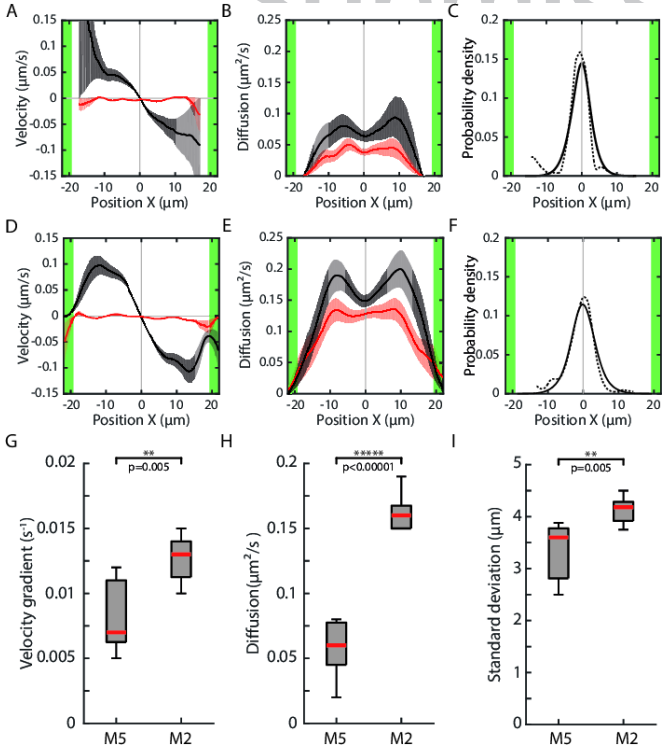 A
Velocity (μm/s)
0.15
0.1
0.05
0
-0.05
-0.1
-0.15
-20
-10
0
10
20
Position X (μm)
B
Diffusion (μm²/s)
0.25
0.2
0.15
0.1
0.05
0
-20
-10
0
10
20
Position X (μm)
C
Probability density
0.2
0.15
0.1
0.05
0
-20
-10
0
10
20
Position X (μm)
D
Velocity (μm/s)
0.15
0.1
0.05
0
-0.05
-0.1
-0.15
-20
-10
0
10
20
Position X (μm)
E
Diffusion (μm²/s)
0.25
0.2
0.15
0.1
0.05
0
-20
-10
0
10
20
Position X (μm)
F
Probability density
0.2
0.15
0.1
0.05
0
-20
-10
0
10
20
Position X (μm)
G
Velocity gradient (s⁻¹)
0.02
0.015
0.01
0.005
0
**
p=0.005
M5
M2
H
Diffusion (μm²/s)
0.2
0.15
0.1
0.05
0
*****
p<0.00001
M5
M2
I
Standard deviation (μm)
5
4
3
2
1
0
**
p=0.005
M5
M2